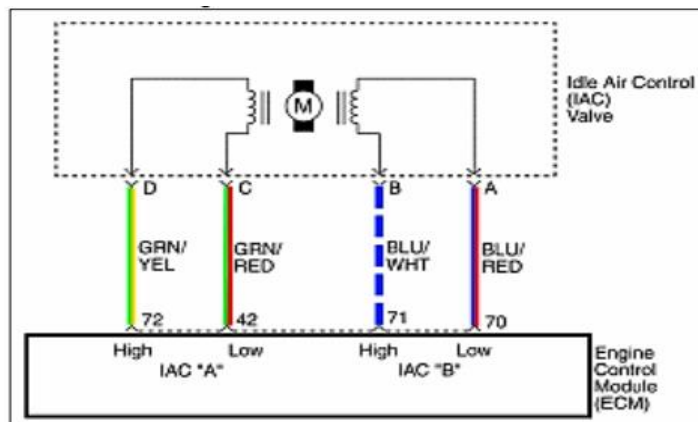 M
Idle Air Control
(IAC)
Valve
D C B A
GRN/
YEL
GRN/
RED
BLU/
WHT
BLU/
RED
72 42 71 70
High Low High Low
IAC "A" IAC "B"
Engine
Control
Module
(ECM)